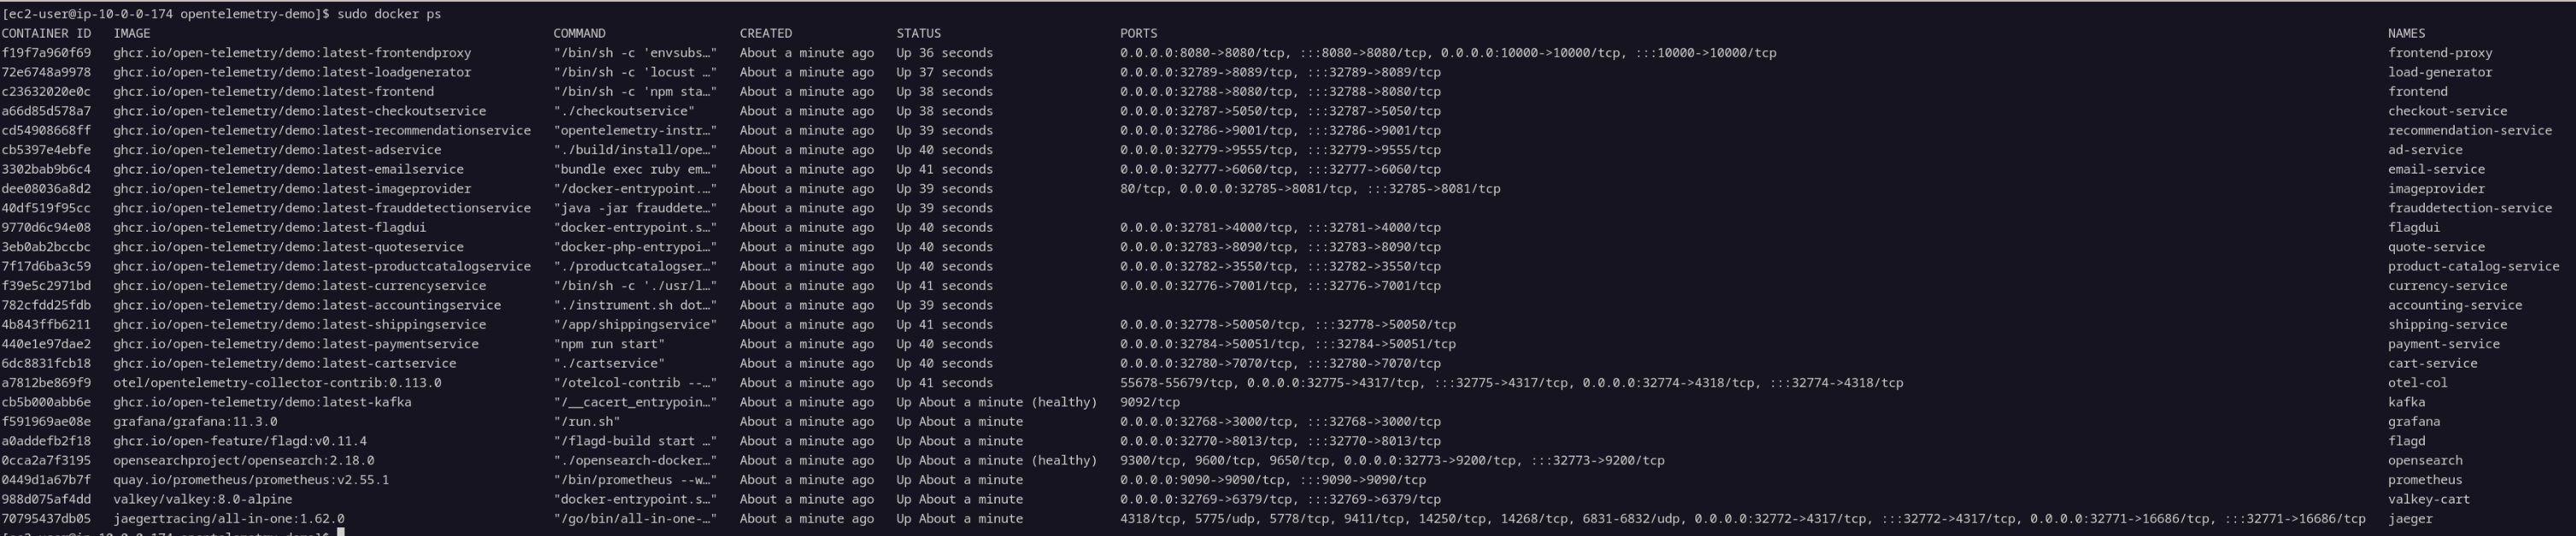 [ec2-user@ip-10-0-0-174 opentelemetry-demo]$ sudo docker ps
CONTAINER ID   IMAGE   COMMAND   CREATED   STATUS   PORTS   NAMES
f19f7a960f69   ghcr.io/open-telemetry/demo:latest-frontendproxy   "/bin/sh -c 'envsubs…"   About a minute ago   Up 36 seconds   0.0.0.0:8080->8080/tcp, :::8080->8080/tcp, 0.0.0.0:10000->10000/tcp, :::10000->10000/tcp   frontend-proxy
72e6748a9978   ghcr.io/open-telemetry/demo:latest-loadgenerator   "/bin/sh -c 'locust …"   About a minute ago   Up 37 seconds   0.0.0.0:32789->8089/tcp, :::32789->8089/tcp   load-generator
c23632020e0c   ghcr.io/open-telemetry/demo:latest-frontend   "/bin/sh -c 'npm sta…"   About a minute ago   Up 38 seconds   0.0.0.0:32788->8080/tcp, :::32788->8080/tcp   frontend
a66d85d578a7   ghcr.io/open-telemetry/demo:latest-checkoutservice   "./checkoutservice"   About a minute ago   Up 38 seconds   0.0.0.0:32787->5050/tcp, :::32787->5050/tcp   checkout-service
cd54908668ff   ghcr.io/open-telemetry/demo:latest-recommendationservice   "opentelemetry-instr…"   About a minute ago   Up 39 seconds   0.0.0.0:32786->9001/tcp, :::32786->9001/tcp   recommendation-service
cb5397e4ebfe   ghcr.io/open-telemetry/demo:latest-adservice   "./build/install/ope…"   About a minute ago   Up 40 seconds   0.0.0.0:32779->9555/tcp, :::32779->9555/tcp   ad-service
3302bab9b6c4   ghcr.io/open-telemetry/demo:latest-emailservice   "bundle exec ruby em…"   About a minute ago   Up 41 seconds   0.0.0.0:32777->6060/tcp, :::32777->6060/tcp   email-service
dee08036a8d2   ghcr.io/open-telemetry/demo:latest-imageprovider   "/docker-entrypoint.…"   About a minute ago   Up 39 seconds   80/tcp, 0.0.0.0:32785->8081/tcp, :::32785->8081/tcp   imageprovider
40df519f95cc   ghcr.io/open-telemetry/demo:latest-frauddetectionservice   "java -jar frauddete…"   About a minute ago   Up 39 seconds   frauddetection-service
9770d6c94e08   ghcr.io/open-telemetry/demo:latest-flagdui   "docker-entrypoint.s…"   About a minute ago   Up 40 seconds   0.0.0.0:32781->4000/tcp, :::32781->4000/tcp   flagdui
3eb0ab2bccbc   ghcr.io/open-telemetry/demo:latest-quoteservice   "docker-php-entrypoi…"   About a minute ago   Up 40 seconds   0.0.0.0:32783->8090/tcp, :::32783->8090/tcp   quote-service
7f17d6ba3c59   ghcr.io/open-telemetry/demo:latest-productcatalogservice   "./productcatalogser…"   About a minute ago   Up 40 seconds   0.0.0.0:32782->3550/tcp, :::32782->3550/tcp   product-catalog-service
f39e5c2971bd   ghcr.io/open-telemetry/demo:latest-currencyservice   "/bin/sh -c './usr/l…"   About a minute ago   Up 41 seconds   0.0.0.0:32776->7001/tcp, :::32776->7001/tcp   currency-service
782cfdd25fdb   ghcr.io/open-telemetry/demo:latest-accountingservice   "./instrument.sh dot…"   About a minute ago   Up 39 seconds   accounting-service
4b843ffb6211   ghcr.io/open-telemetry/demo:latest-shippingservice   "/app/shippingservice"   About a minute ago   Up 41 seconds   0.0.0.0:32778->50050/tcp, :::32778->50050/tcp   shipping-service
440e1e97dae2   ghcr.io/open-telemetry/demo:latest-paymentservice   "npm run start"   About a minute ago   Up 40 seconds   0.0.0.0:32784->50051/tcp, :::32784->50051/tcp   payment-service
6dc8831fcb18   ghcr.io/open-telemetry/demo:latest-cartservice   "./cartservice"   About a minute ago   Up 40 seconds   0.0.0.0:32780->7070/tcp, :::32780->7070/tcp   cart-service
a7812be869f9   otel/opentelemetry-collector-contrib:0.113.0   "/otelcol-contrib --…"   About a minute ago   Up 41 seconds   55678-55679/tcp, 0.0.0.0:32775->4317/tcp, :::32775->4317/tcp, 0.0.0.0:32774->4318/tcp, :::32774->4318/tcp   otel-col
cb5b000abb6e   ghcr.io/open-telemetry/demo:latest-kafka   "/__cacert_entrypoin…"   About a minute ago   Up About a minute (healthy)   9092/tcp   kafka
f591969ae08e   grafana/grafana:11.3.0   "/run.sh"   About a minute ago   Up About a minute   0.0.0.0:32768->3000/tcp, :::32768->3000/tcp   grafana
a0addefb2f18   ghcr.io/open-feature/flagd:v0.11.4   "/flagd-build start …"   About a minute ago   Up About a minute   0.0.0.0:32770->8013/tcp, :::32770->8013/tcp   flagd
0cca2a7f3195   opensearchproject/opensearch:2.18.0   "./opensearch-docker…"   About a minute ago   Up About a minute (healthy)   9300/tcp, 9600/tcp, 9650/tcp, 0.0.0.0:32773->9200/tcp, :::32773->9200/tcp   opensearch
0449d1a67b7f   quay.io/prometheus/prometheus:v2.55.1   "/bin/prometheus --w…"   About a minute ago   Up About a minute   0.0.0.0:9090->9090/tcp, :::9090->9090/tcp   prometheus
988d075af4dd   valkey/valkey:8.0-alpine   "docker-entrypoint.s…"   About a minute ago   Up About a minute   0.0.0.0:32769->6379/tcp, :::32769->6379/tcp   valkey-cart
70795437db05   jaegertracing/all-in-one:1.62.0   "/go/bin/all-in-one-…"   About a minute ago   Up About a minute   4318/tcp, 5775/udp, 5778/tcp, 9411/tcp, 14250/tcp, 14268/tcp, 6831-6832/udp, 0.0.0.0:32772->4317/tcp, :::32772->4317/tcp, 0.0.0.0:32771->16686/tcp, :::32771->16686/tcp   jaeger
[ec2-user@ip-10-0-0-174 opentelemetry-demo]$